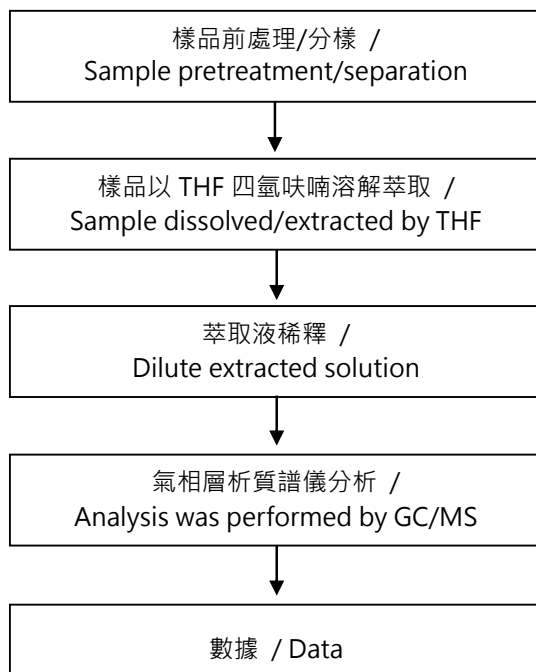 樣品前處理/分樣 /
Sample pretreatment/separation
樣品以 THF 四氫呋喃溶解萃取 /
Sample dissolved/extracted by THF
萃取液稀釋 /
Dilute extracted solution
氣相層析質譜儀分析 /
Analysis was performed by GC/MS
數據 / Data